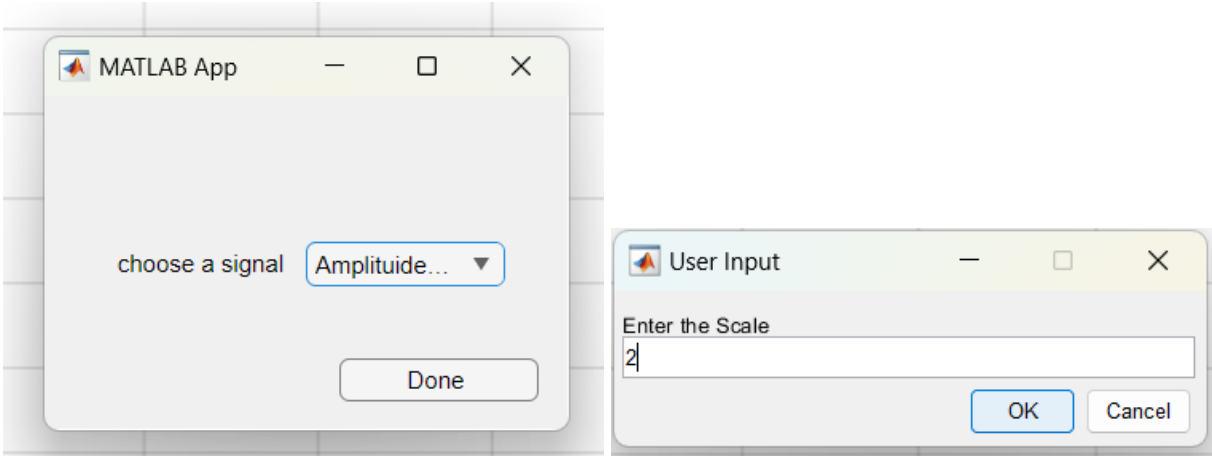 MATLAB App
choose a signal Amplituide...
Done
User Input
Enter the Scale
2
OK Cancel